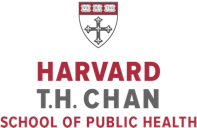 HARVARD
T.H. CHAN
SCHOOL OF PUBLIC HEALTH